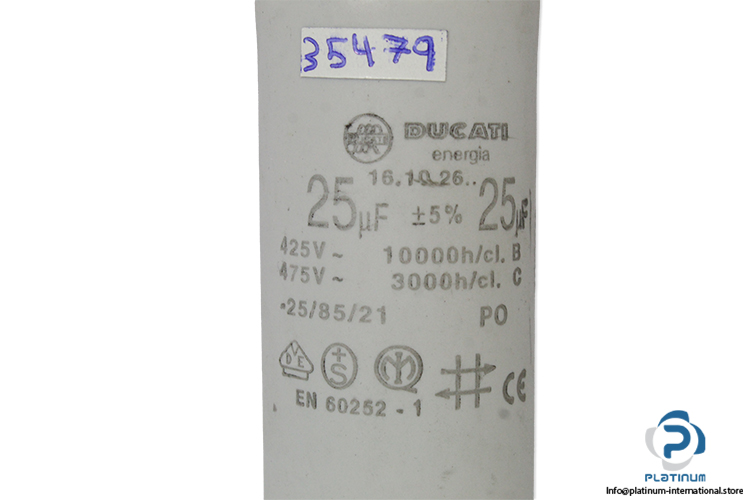 35479
DUCATI
energia
16.10.26..
25µF ±5% 25µF
425V ~ 10000h/cl. B
475V ~ 3000h/cl. C
25/85/21 PO
VDE +S
EN 60252 - 1 CE
PLATINUM
Info@platinum-international.store